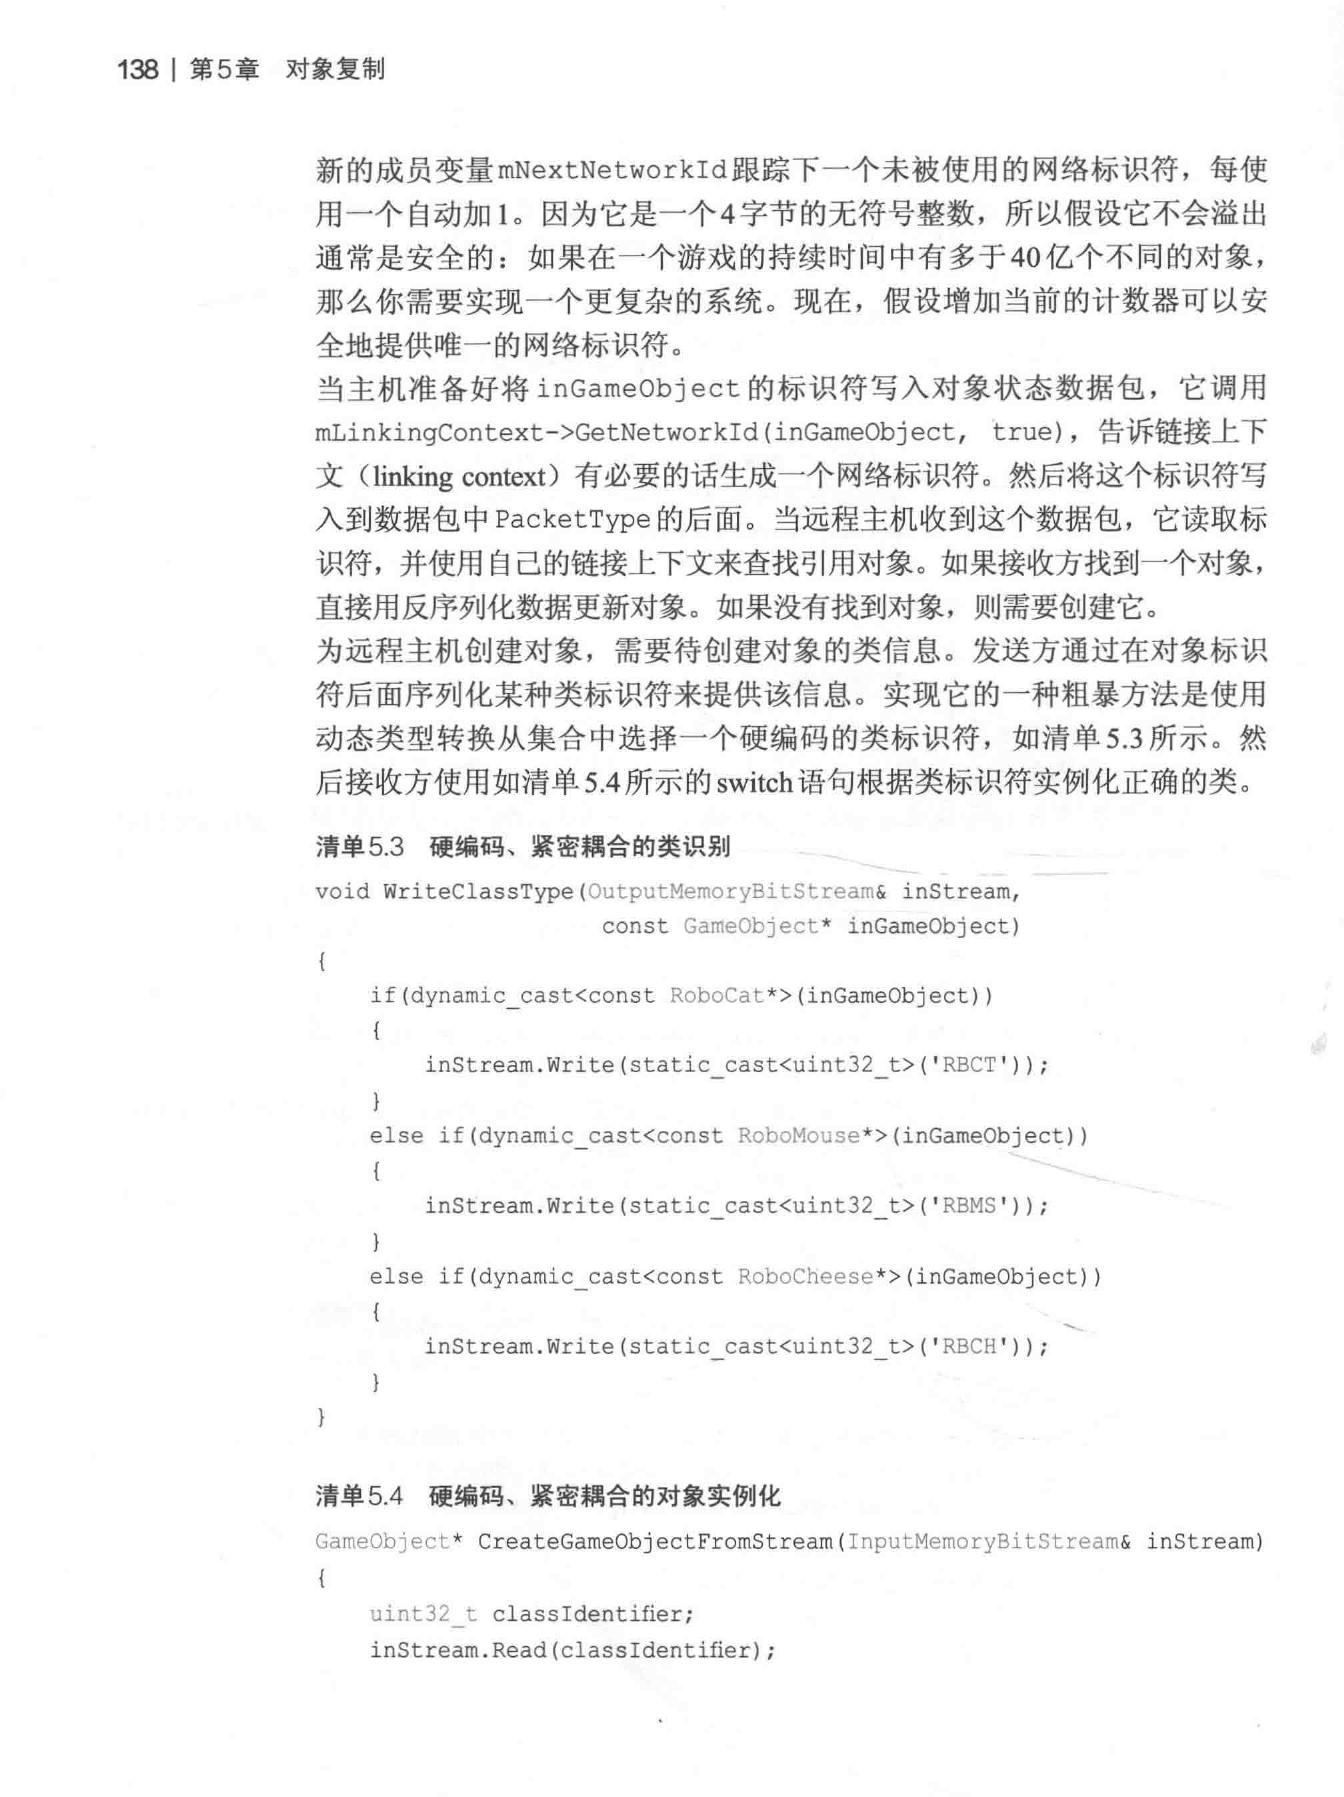 138 | 第5章 对象复制
新的成员变量mNextNetworkId跟踪下一个未被使用的网络标识符，每使
用一个自动加1。因为它是一个4字节的无符号整数，所以假设它不会溢出
通常是安全的：如果在一个游戏的持续时间中有多于40亿个不同的对象，
那么你需要实现一个更复杂的系统。现在，假设增加当前的计数器可以安
全地提供唯一的网络标识符。
当主机准备好将inGameObject的标识符写入对象状态数据包，它调用
mLinkingContext->GetNetworkId(inGameObject, true)，告诉链接上下
文（linking context）有必要的话生成一个网络标识符。然后将这个标识符写
入到数据包中PacketType的后面。当远程主机收到这个数据包，它读取标
识符，并使用自己的链接上下文来查找引用对象。如果接收方找到一个对象，
直接用反序列化数据更新对象。如果没有找到对象，则需要创建它。
为远程主机创建对象，需要待创建对象的类信息。发送方通过在对象标识
符后面序列化某种类标识符来提供该信息。实现它的一种粗暴方法是使用
动态类型转换从集合中选择一个硬编码的类标识符，如清单5.3所示。然
后接收方使用如清单5.4所示的switch语句根据类标识符实例化正确的类。
清单5.3 硬编码、紧密耦合的类识别
void WriteClassType(OutputMemoryBitStream& inStream,
const GameObject* inGameObject)
{
if(dynamic_cast<const RoboCat*>(inGameObject))
{
inStream.Write(static_cast<uint32_t>('RBCT'));
}
else if(dynamic_cast<const RoboMouse*>(inGameObject))
{
inStream.Write(static_cast<uint32_t>('RBMS'));
}
else if(dynamic_cast<const RoboCheese*>(inGameObject))
{
inStream.Write(static_cast<uint32_t>('RBCH'));
}
}
清单5.4 硬编码、紧密耦合的对象实例化
GameObject* CreateGameObjectFromStream(InputMemoryBitStream& inStream)
{
uint32_t classIdentifier;
inStream.Read(classIdentifier);